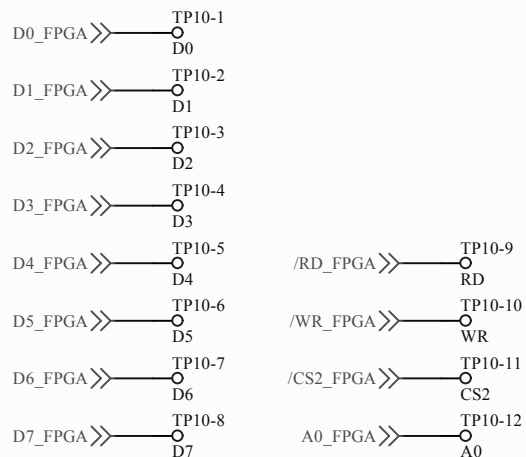 TP10-1
D0_FPGA
D0
TP10-2
D1_FPGA
D1
TP10-3
D2_FPGA
D2
TP10-4
D3_FPGA
D3
TP10-5
D4_FPGA
D4
TP10-6
D5_FPGA
D5
TP10-7
D6_FPGA
D6
TP10-8
D7_FPGA
D7
TP10-9
/RD_FPGA
RD
TP10-10
/WR_FPGA
WR
TP10-11
/CS2_FPGA
CS2
TP10-12
A0_FPGA
A0